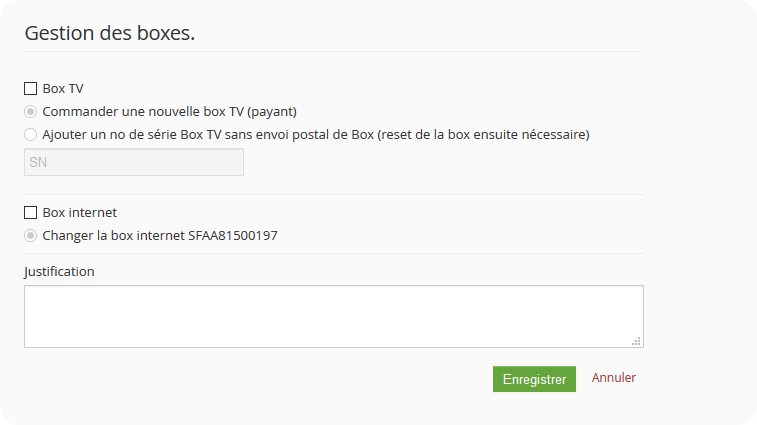 Gestion des boxes.
Box TV
Commander une nouvelle box TV (payant)
Ajouter un no de série Box TV sans envoi postal de Box (reset de la box ensuite nécessaire)
SN
Box internet
Changer la box internet SFAA81500197
Justification
Enregistrer Annuler